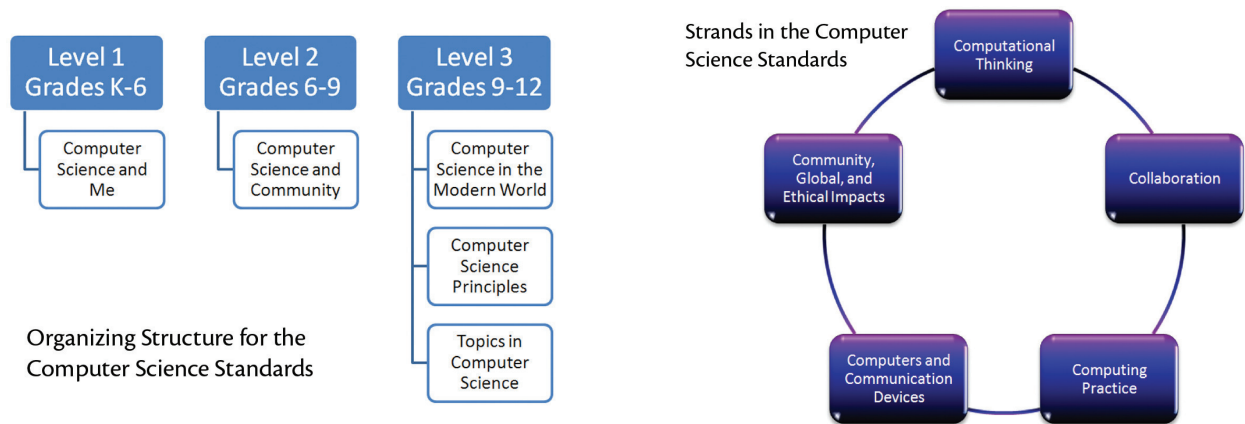 Level 1
Grades K-6
Computer
Science and
Me
Level 2
Grades 6-9
Computer
Science and
Community
Level 3
Grades 9-12
Computer
Science in the
Modern World
Computer
Science
Principles
Topics in
Computer
Science
Organizing Structure for the
Computer Science Standards
Strands in the Computer
Science Standards
Computational
Thinking
Collaboration
Computing
Practice
Computers and
Communication
Devices
Community,
Global, and
Ethical Impacts